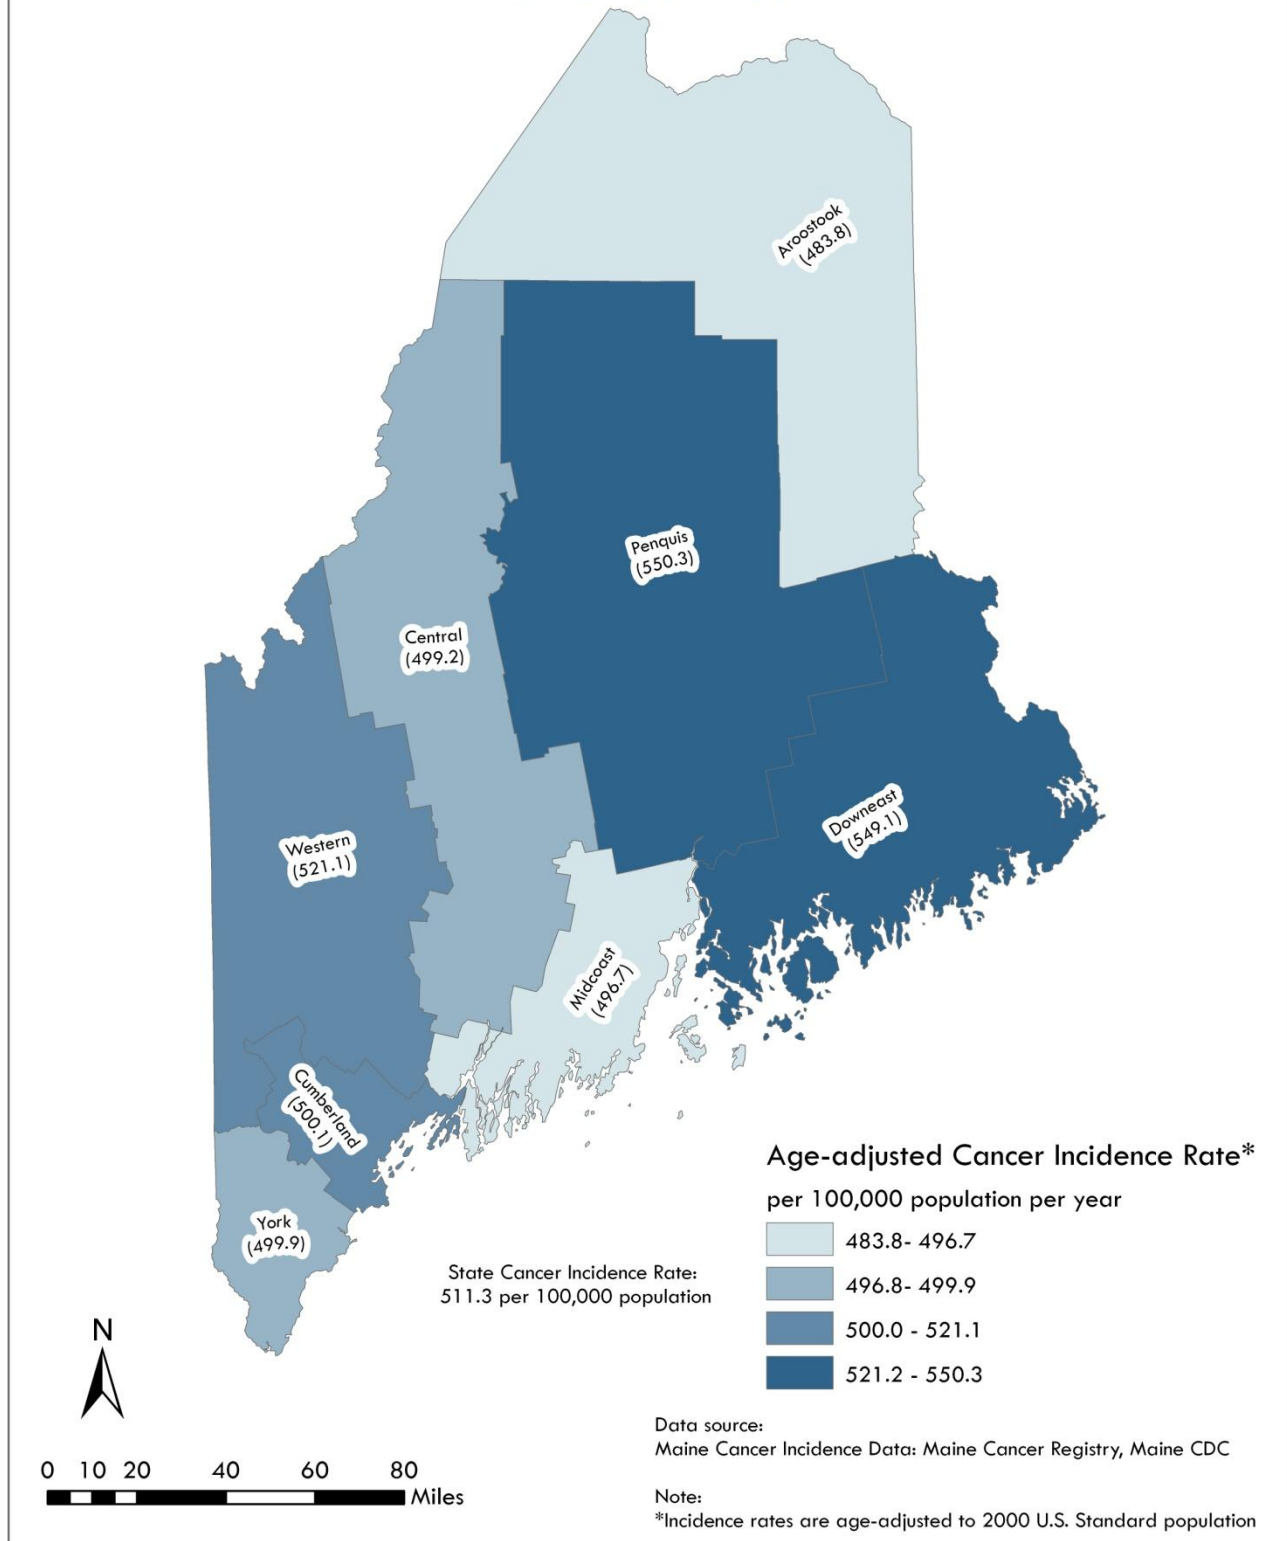 Aroostook
(483.8)
Penquis
(550.3)
Central
(499.2)
Downeast
(549.1)
Western
(521.1)
Midcoast
(496.7)
Cumberland
(500.1)
York
(499.9)
State Cancer Incidence Rate:
511.3 per 100,000 population
Age-adjusted Cancer Incidence Rate*
per 100,000 population per year
483.8- 496.7
496.8- 499.9
500.0 - 521.1
521.2 - 550.3
N
0 10 20 40 60 80
Miles
Data source:
Maine Cancer Incidence Data: Maine Cancer Registry, Maine CDC
Note:
*Incidence rates are age-adjusted to 2000 U.S. Standard population